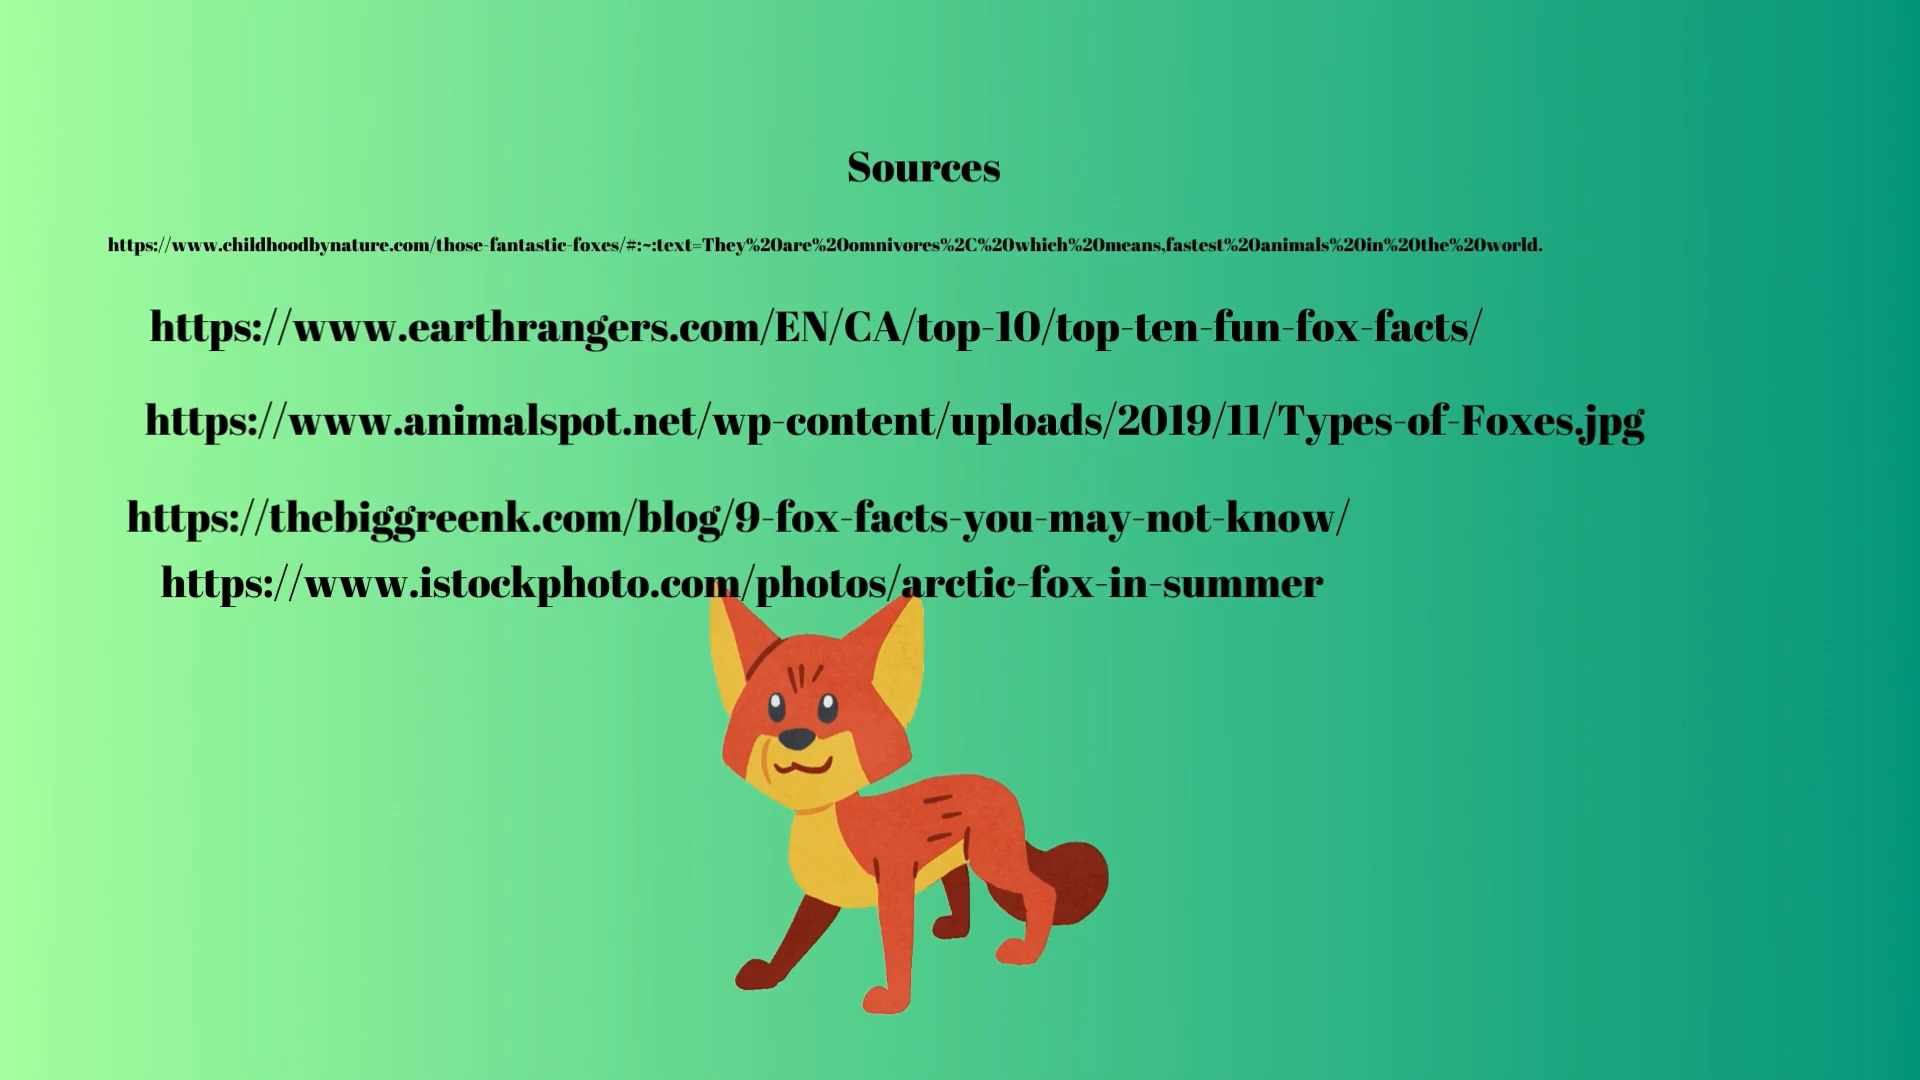 Sources
https://www.childhoodbynature.com/those-fantastic-foxes/#:~:text=They%20are%20omnivores%2C%20which%20means,fastest%20animals%20in%20the%20world.
https://www.earthrangers.com/EN/CA/top-10/top-ten-fun-fox-facts/
https://www.animalspot.net/wp-content/uploads/2019/11/Types-of-Foxes.jpg
https://thebiggreenk.com/blog/9-fox-facts-you-may-not-know/
https://www.istockphoto.com/photos/arctic-fox-in-summer